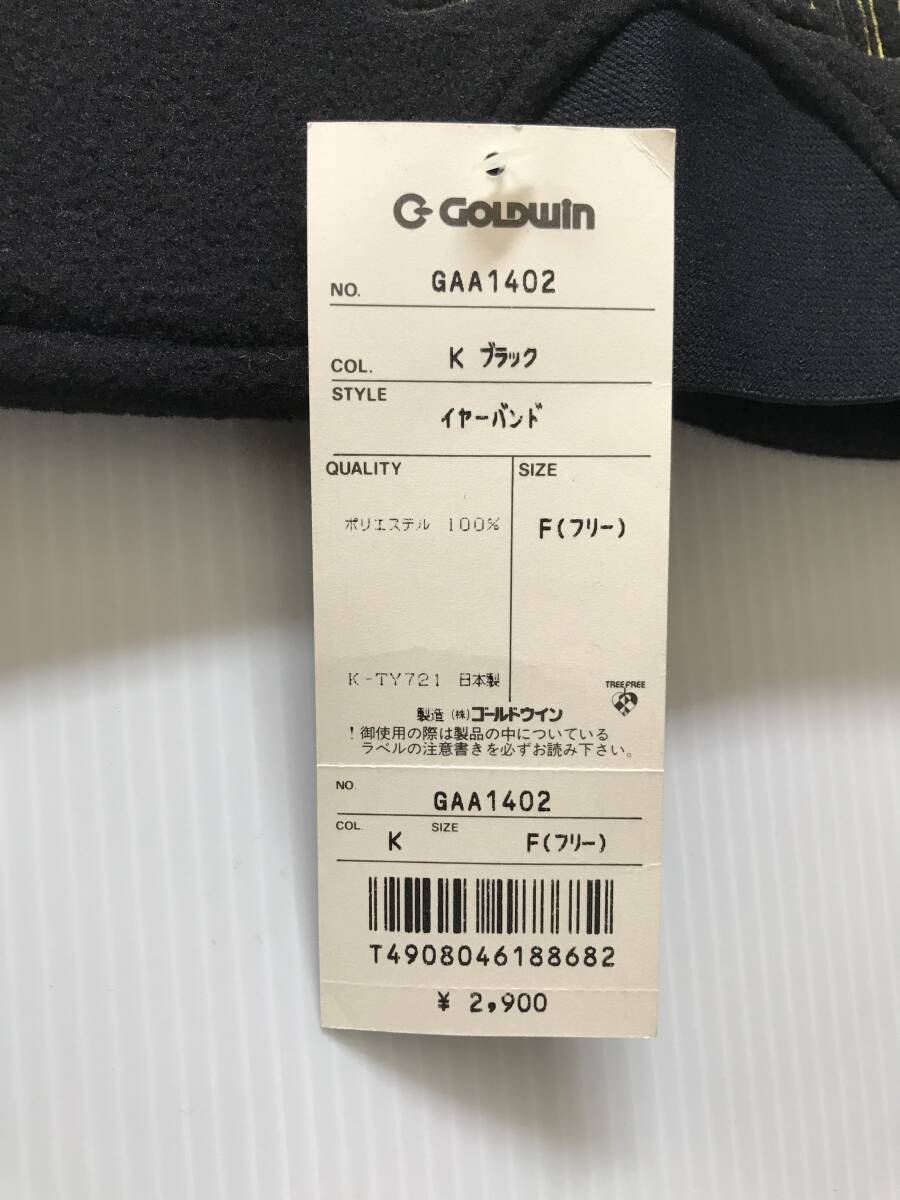 GOLDWIN
NO. GAA1402
COL. K ブラック
STYLE
イヤーバンド
QUALITY SIZE
ポリエステル 100% F(フリー)
K-TY721 日本製
TREE FREE
製造 (株)ゴールドウイン
！御使用の際は製品の中についている
ラベルの注意書きを必ずお読み下さい。
NO. GAA1402
COL. K SIZE F(フリー)
T4908046188682
¥ 2,900